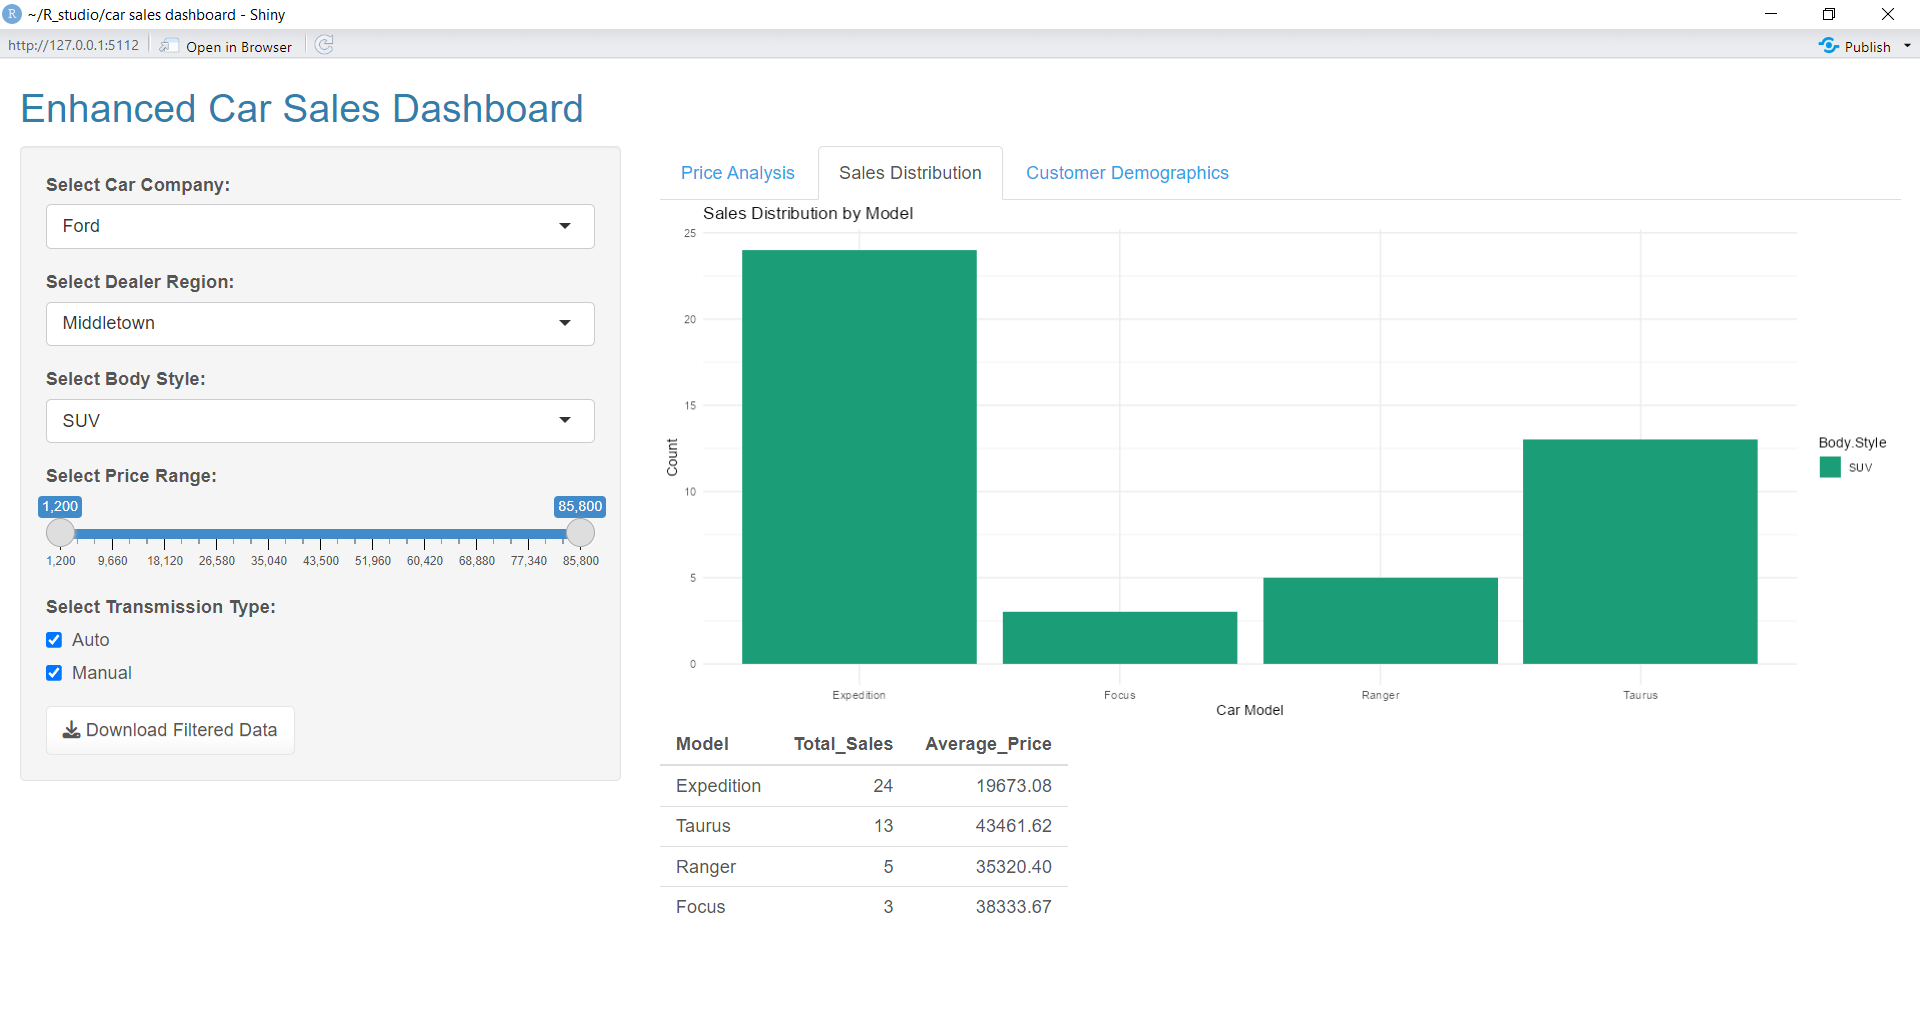 R ~/R_studio/car sales dashboard - Shiny
http://127.0.0.1:5112 Open in Browser Publish
Enhanced Car Sales Dashboard
Select Car Company:
Ford
Select Dealer Region:
Middletown
Select Body Style:
SUV
Select Price Range:
1,200 85,800
1,200 9,660 18,120 26,580 35,040 43,500 51,960 60,420 68,880 77,340 85,800
Select Transmission Type:
Auto
Manual
Download Filtered Data
Price Analysis Sales Distribution Customer Demographics
Sales Distribution by Model
25
20
15
10
5
0
Count
Expedition Focus Ranger Taurus
Car Model
Body.Style
SUV
Model Total_Sales Average_Price
Expedition 24 19673.08
Taurus 13 43461.62
Ranger 5 35320.40
Focus 3 38333.67